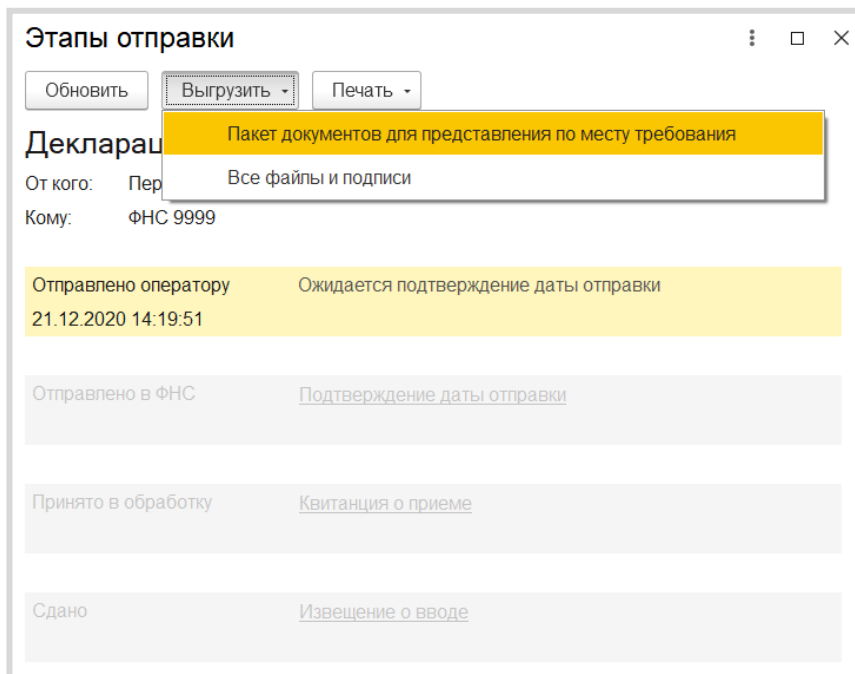 Этапы отправки
Обновить Выгрузить Печать
Пакет документов для представления по месту требования
Все файлы и подписи
Декларац
От кого: Пер
Кому: ФНС 9999
Отправлено оператору Ожидается подтверждение даты отправки
21.12.2020 14:19:51
Отправлено в ФНС Подтверждение даты отправки
Принято в обработку Квитанция о приеме
Сдано Извещение о вводе